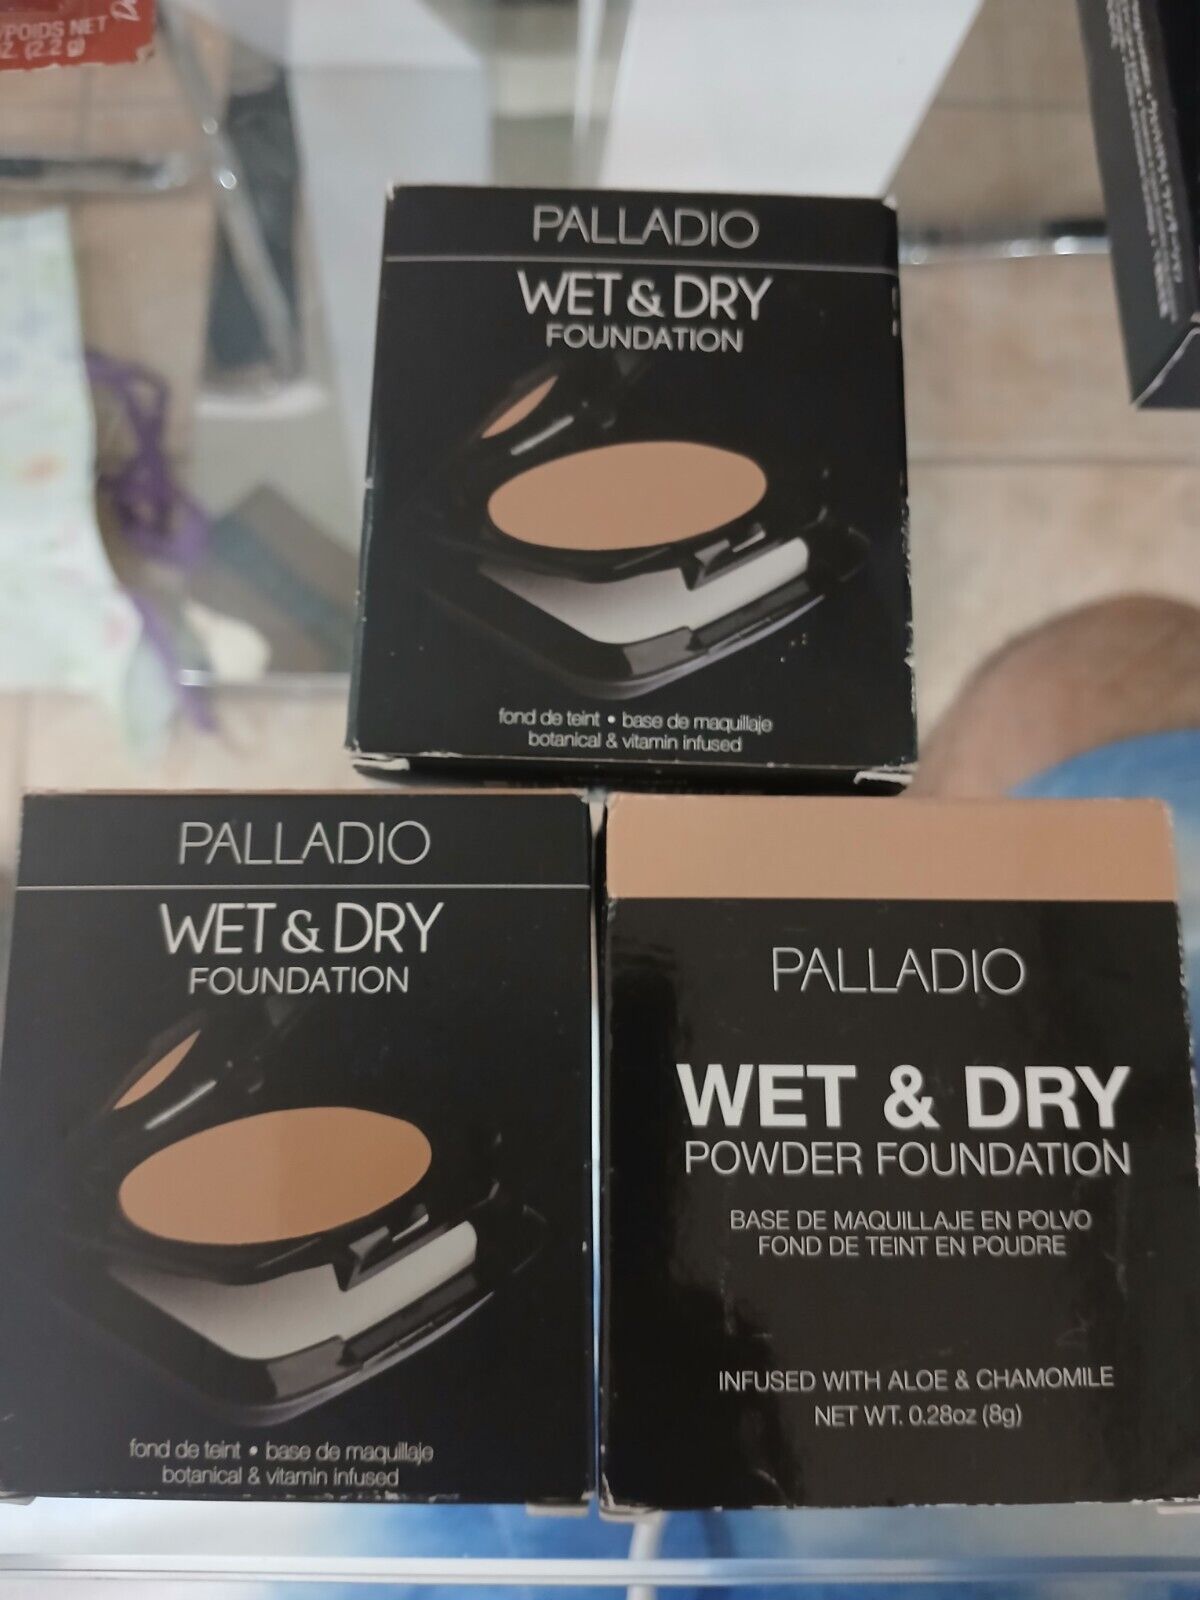 /POIDS NET
Z. (2.2 g)
PALLADIO
WET & DRY
FOUNDATION
fond de teint • base de maquillaje
botanical & vitamin infused
PALLADIO
WET & DRY
FOUNDATION
fond de teint • base de maquillaje
botanical & vitamin infused
PALLADIO
WET & DRY
POWDER FOUNDATION
BASE DE MAQUILLAJE EN POLVO
FOND DE TEINT EN POUDRE
INFUSED WITH ALOE & CHAMOMILE
NET WT. 0.28oz (8g)